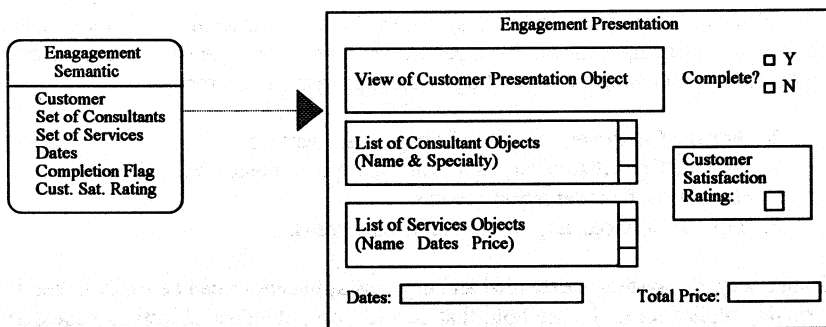 Enagagement
Semantic
Customer
Set of Consultants
Set of Services
Dates
Completion Flag
Cust. Sat. Rating
Engagement Presentation
View of Customer Presentation Object
Complete?
Y
N
List of Consultant Objects
(Name & Specialty)
Customer
Satisfaction
Rating:
List of Services Objects
(Name Dates Price)
Dates:
Total Price: